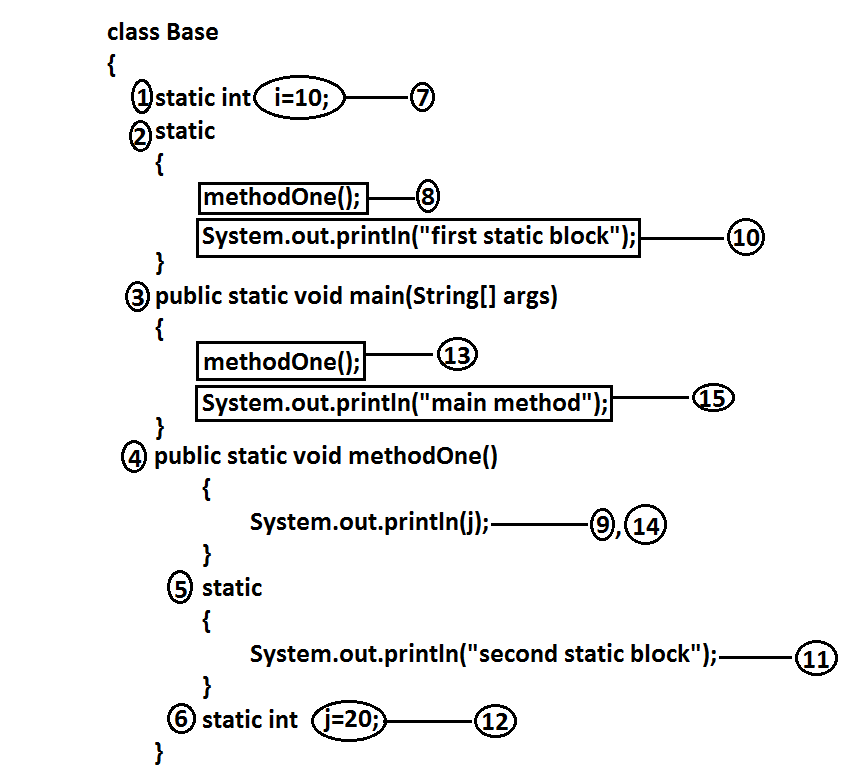 class Base
{
1 static int i=10; 7
2 static
{
methodOne(); 8
System.out.println("first static block"); 10
}
3 public static void main(String[] args)
{
methodOne(); 13
System.out.println("main method"); 15
}
4 public static void methodOne()
{
System.out.println(j); 9 , 14
}
5 static
{
System.out.println("second static block"); 11
}
6 static int j=20; 12
}